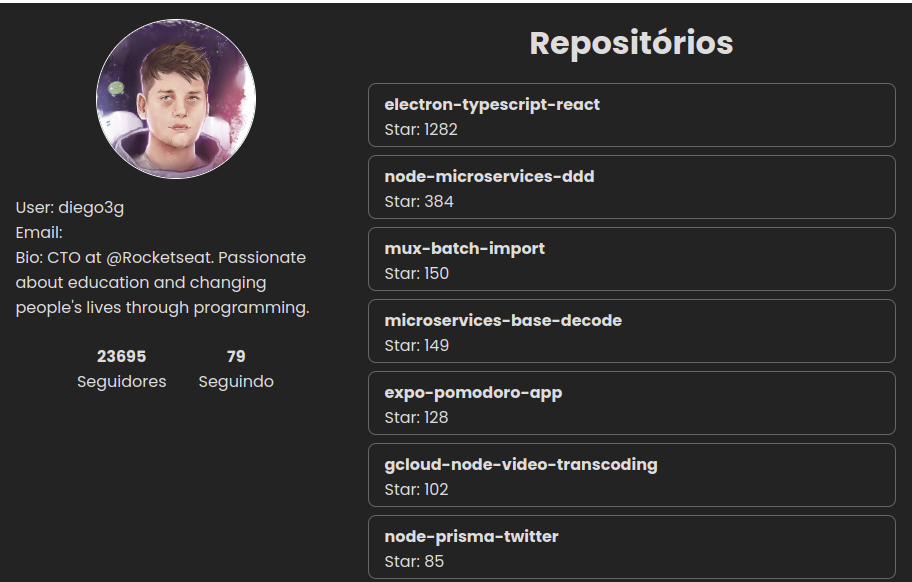 User: diego3g
Email:
Bio: CTO at @Rocketseat. Passionate
about education and changing
people's lives through programming.
23695 79
Seguidores Seguindo
Repositórios
electron-typescript-react
Star: 1282
node-microservices-ddd
Star: 384
mux-batch-import
Star: 150
microservices-base-decode
Star: 149
expo-pomodoro-app
Star: 128
gcloud-node-video-transcoding
Star: 102
node-prisma-twitter
Star: 85